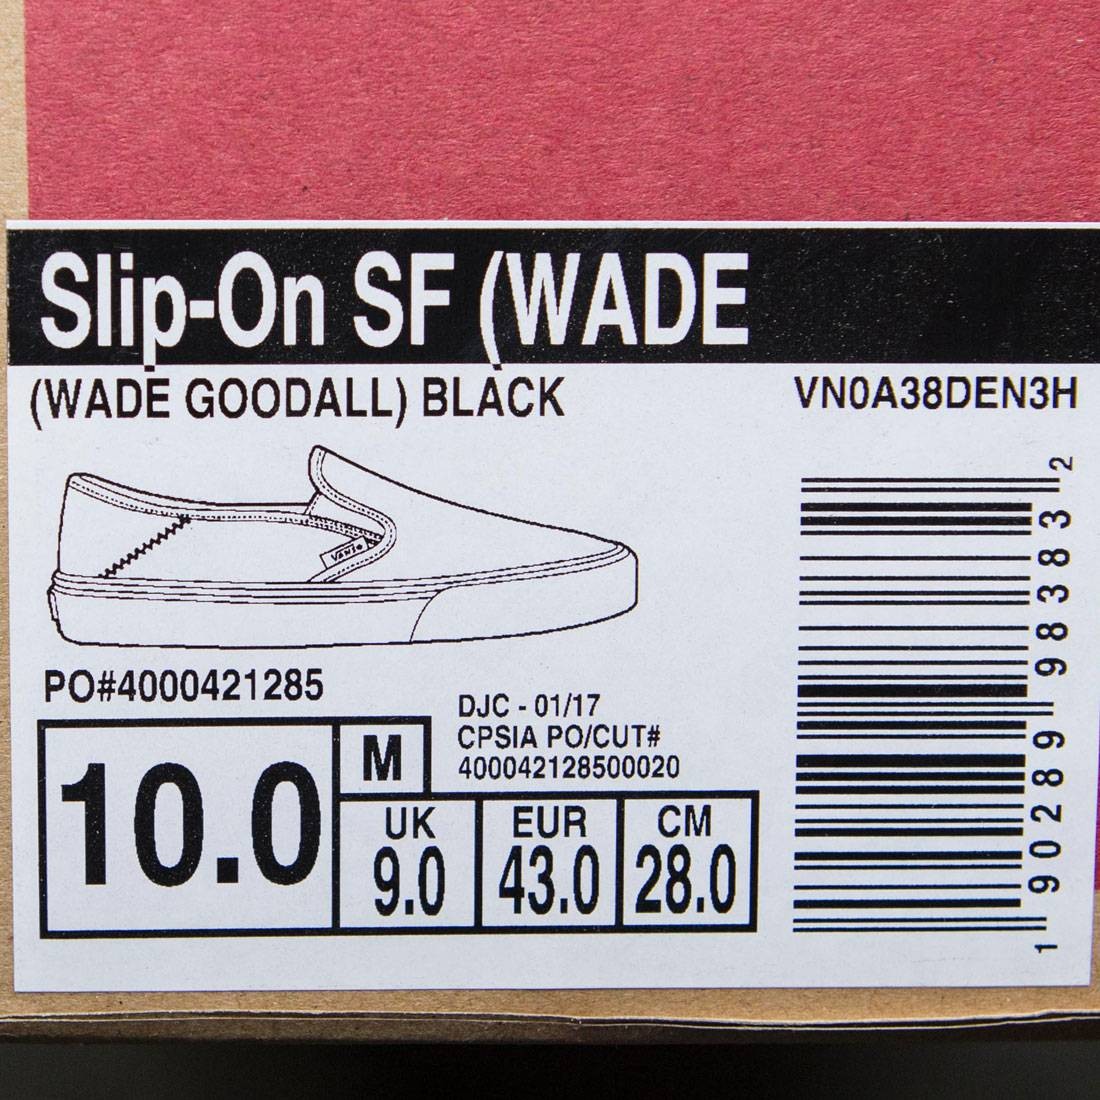 Slip-On SF (WADE
(WADE GOODALL) BLACK
VN0A38DEN3H
VANS
PO#4000421285
DJC - 01/17
CPSIA PO/CUT#
400042128500020
10.0
M
UK
9.0
EUR
43.0
CM
28.0
1 90289 98383 2